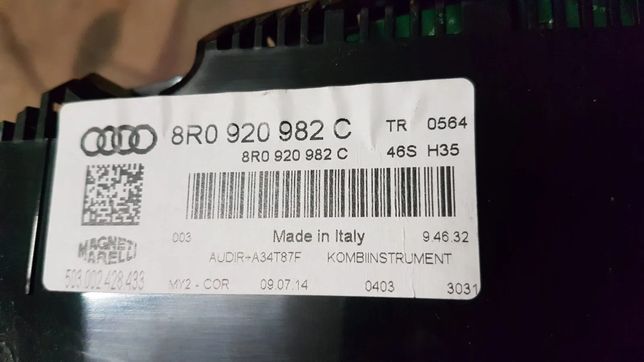 8R0 920 982 C TR 0564
8R0 920 982 C 46S H35
003 Made in Italy 9.46.32
MAGNETI MARELLI
AUDIR+A34T87F KOMBIINSTRUMENT
503 002 428 433
MY2 - COR 09.07.14 0403 3031